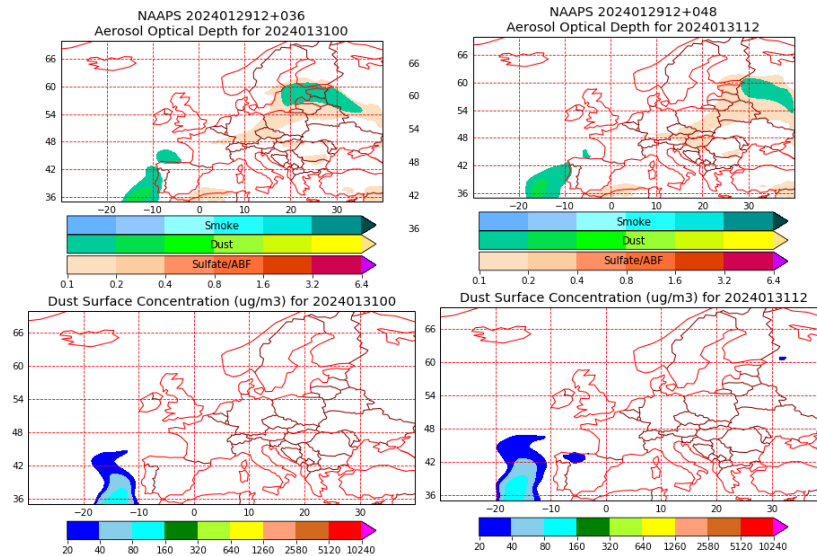 NAAPS 2024012912+036
Aerosol Optical Depth for 2024013100
66
60
54
48
42
36
-20 -10 0 10 20 30
Smoke
Dust
Sulfate/ABF
0.1 0.2 0.4 0.8 1.6 3.2 6.4
66
60
54
48
42
36
NAAPS 2024012912+048
Aerosol Optical Depth for 2024013112
-20 -10 0 10 20 30
Smoke
Dust
Sulfate/ABF
0.1 0.2 0.4 0.8 1.6 3.2 6.4
Dust Surface Concentration (ug/m3) for 2024013100
66
60
54
48
42
36
-20 -10 0 10 20 30
20 40 80 160 320 640 1260 2580 5120 10240
Dust Surface Concentration (ug/m3) for 2024013112
66
60
54
48
42
36
-20 -10 0 10 20 30
20 40 80 160 320 640 1260 2580 5120 10240